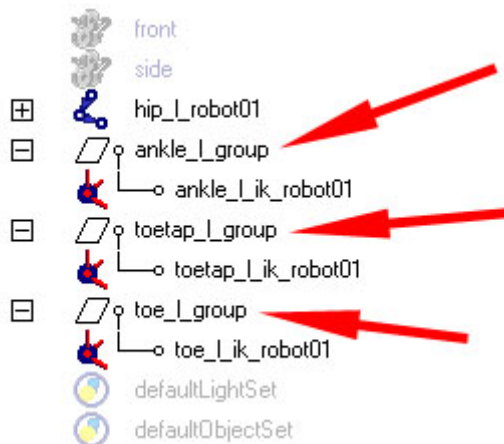 front
side
hip_l_robot01
ankle_l_group
ankle_l_ik_robot01
toetap_l_group
toetap_l_ik_robot01
toe_l_group
toe_l_ik_robot01
defaultLightSet
defaultObjectSet